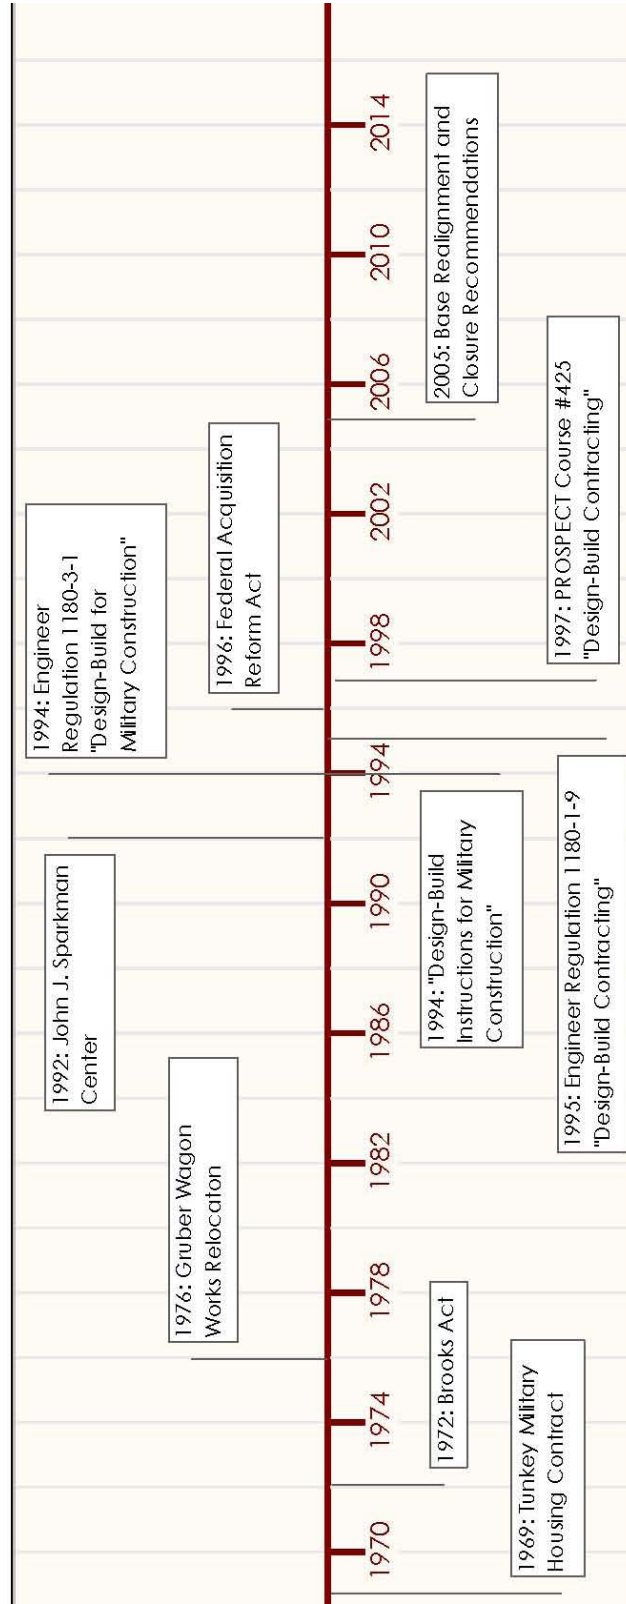 1994: Engineer
Regulation 1180-3-1
"Design-Build for
Military Construction"
1992: John J. Sparkman
Center
1996: Federal Acquisition
Reform Act
1976: Gruber Wagon
Works Relocaton
1970
1974
1978
1982
1986
1990
1994
1998
2002
2006
2010
2014
1972: Brooks Act
1994: "Design-Build
Instructions for Military
Construction"
2005: Base Realignment and
Closure Recommendations
1969: Tunkey Military
Housing Contract
1995: Engineer Regulation 1180-1-9
"Design-Build Contracting"
1997: PROSPECT Course #425
"Design-Build Contracting"